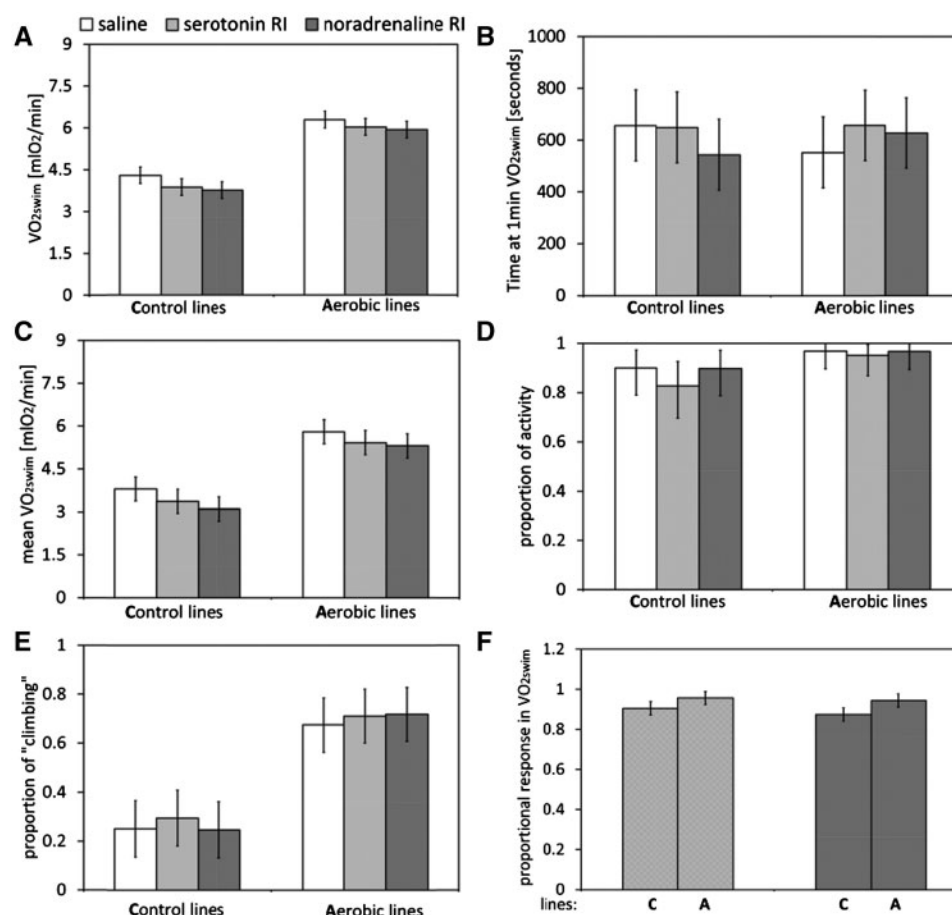 saline serotonin RI noradrenaline RI
A
9
7.5
6
4.5
3
1.5
0
VO2swim [mlO2/min]
Control lines Aerobic lines
B
1000
800
600
400
200
0
Time at 1min VO2swim [seconds]
Control lines Aerobic lines
C
9
7.5
6
4.5
3
1.5
0
mean VO2swim [mlO2/min]
Control lines Aerobic lines
D
1
0.8
0.6
0.4
0.2
0
proportion of activity
Control lines Aerobic lines
E
1
0.8
0.6
0.4
0.2
0
proportion of "climbing"
Control lines Aerobic lines
F
1.2
1
0.8
0.6
0.4
0.2
0
proportional response in VO2swim
lines: C A C A